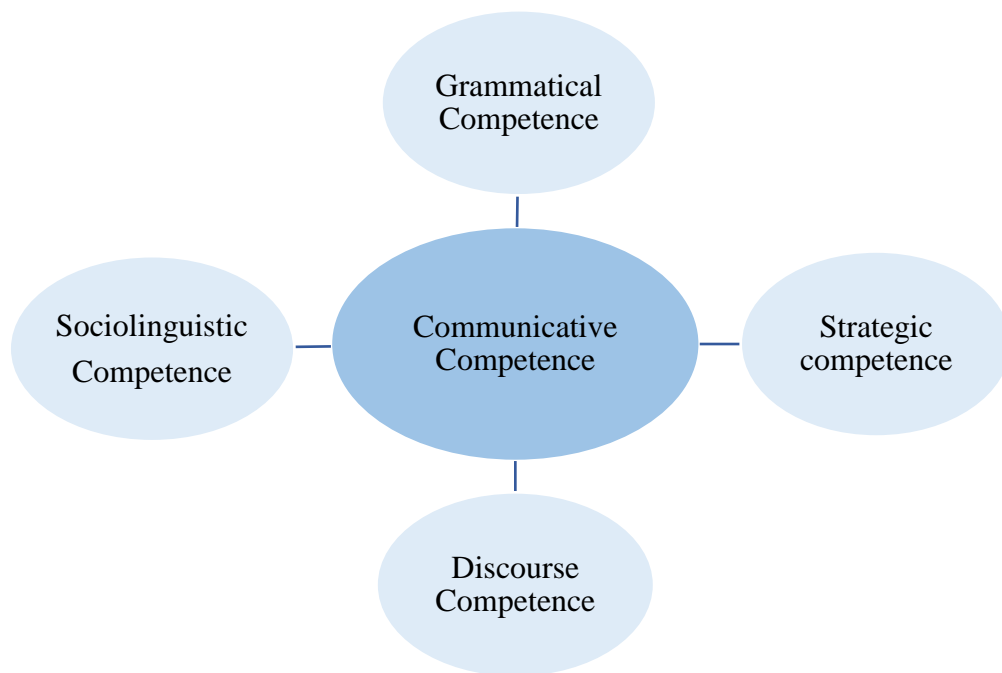 Grammatical
Competence
Sociolinguistic
Competence
Communicative
Competence
Strategic
competence
Discourse
Competence